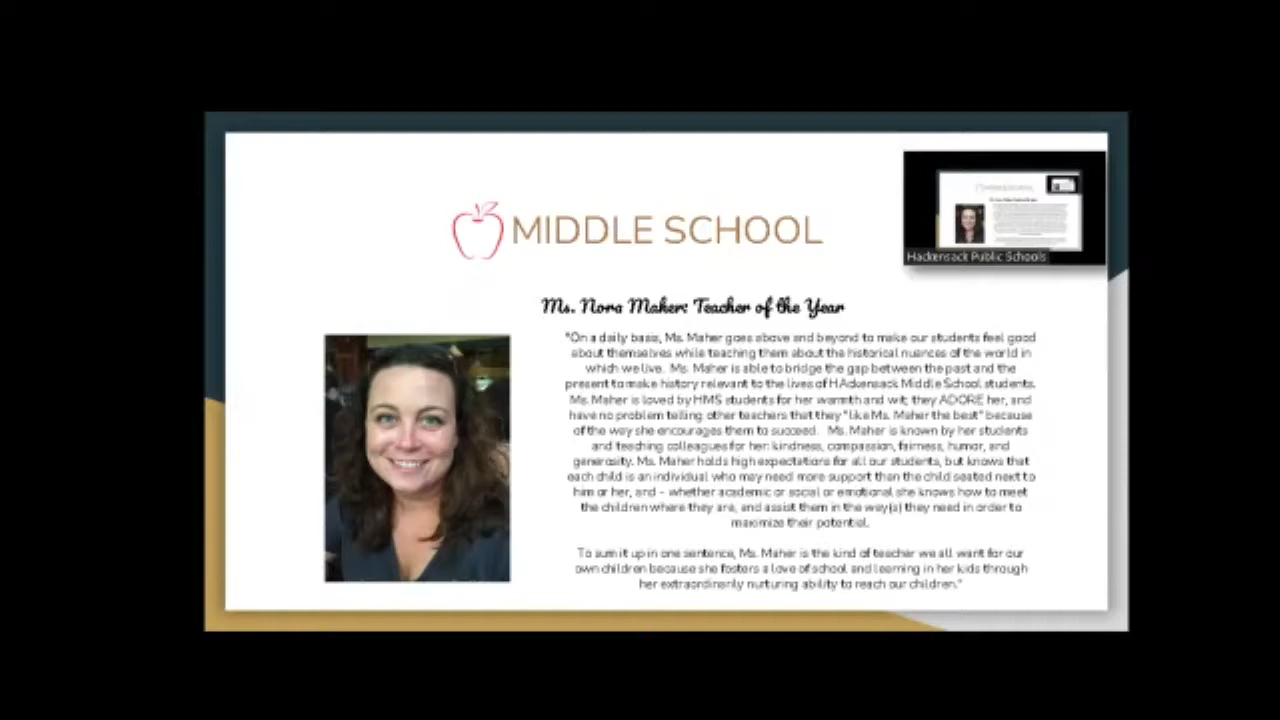 MIDDLE SCHOOL
Hackensack Public Schools
Ms. Nora Maher: Teacher of the Year
"On a daily basis, Ms. Maher goes above and beyond to make our students feel good
about themselves while teaching them about the historical nuances of the world in
which we live. Ms. Maher is able to bridge the gap between the past and the
present to make history relevant to the lives of HAckensack Middle School students.
Ms. Maher is loved by HMS students for her warmth and wit; they ADORE her, and
have no problem telling other teachers that they "like Ms. Maher the best" because
of the way she encourages them to succeed. Ms. Maher is known by her students
and teaching colleagues for her: kindness, compassion, fairness, humor, and
generosity. Ms. Maher holds high expectations for all our students, but knows that
each child is an individual who may need more support than the child seated next to
him or her, and - whether academic or social or emotional she knows how to meet
the children where they are, and assist them in the way(s) they need in order to
maximize their potential.
To sum it up in one sentence, Ms. Maher is the kind of teacher we all want for our
own children because she fosters a love of school and learning in her kids through
her extraordinarily nurturing ability to reach our children."